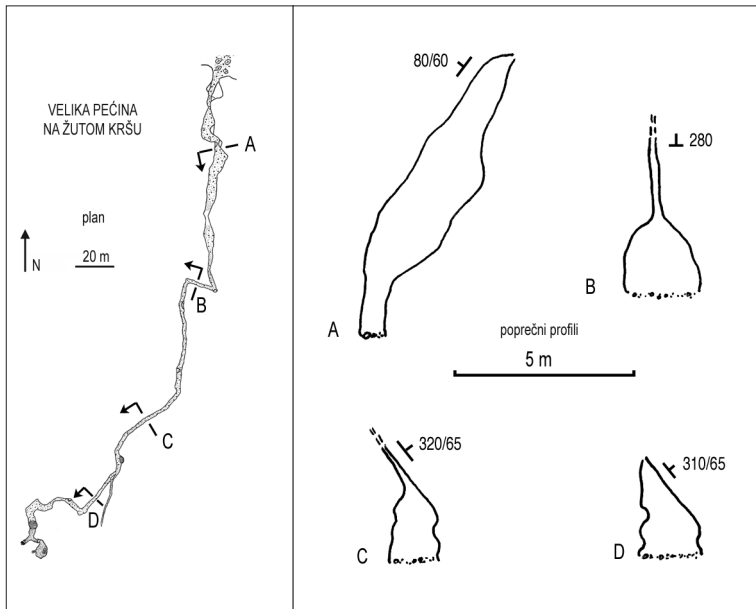 VELIKA PEĆINA
NA ŽUTOM KRŠU
plan
N
20 m
A
B
C
D
80/60
A
280
B
poprečni profili
5 m
320/65
C
310/65
D